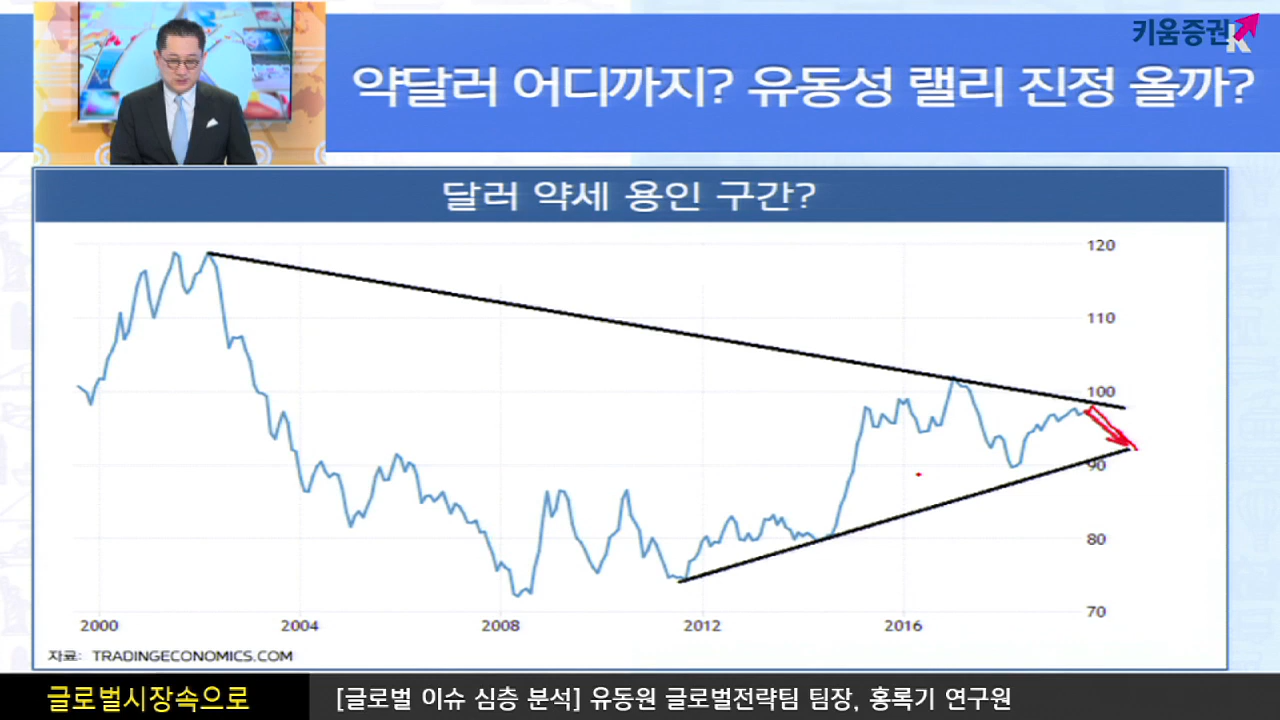 키움증권
약달러 어디까지? 유동성 랠리 진정 올까?
달러 약세 용인 구간?
120
110
100
90
80
70
2000 2004 2008 2012 2016
자료: TRADINGECONOMICS.COM
글로벌시장속으로
[글로벌 이슈 심층 분석] 유동원 글로벌전략팀 팀장, 홍록기 연구원